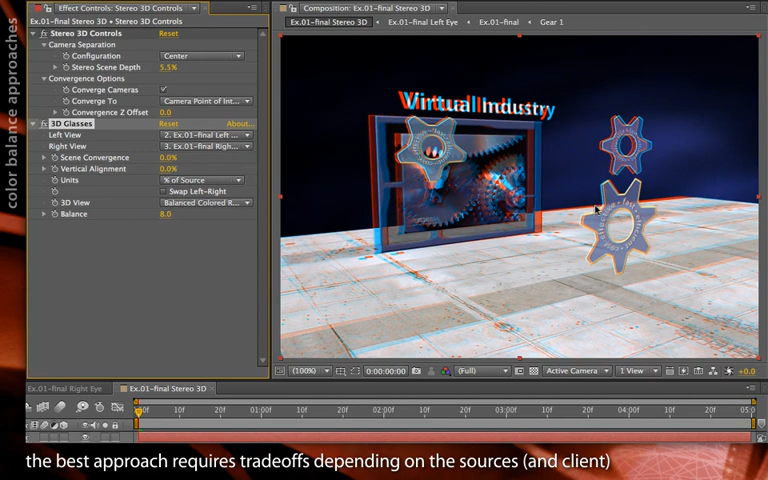 color balance approaches
Effect Controls: Stereo 3D Controls
Ex.01-final Stereo 3D • Stereo 3D Controls
fx Stereo 3D Controls Reset
Camera Separation
Configuration Center
Stereo Scene Depth 5.5%
Convergence Options
Converge Cameras
Converge To Camera Point of Int...
Convergence Z Offset 0.0
fx 3D Glasses Reset About...
Left View 2. Ex.01-final Left ...
Right View 3. Ex.01-final Righ...
Scene Convergence 0.0%
Vertical Alignment 0.0%
Units % of Source
Swap Left-Right
3D View Balanced Colored R...
Balance 8.0
Composition: Ex.01-final Stereo 3D
Ex.01-final Stereo 3D Ex.01-final Left Eye Ex.01-final Gear 1
Virtual Industry
(100%) 0:00:00:00 (Full) Active Camera 1 View +0.0
Ex.01-final Right Eye Ex.01-final Stereo 3D
10f 20f 01:00f 10f 20f 02:00f 10f 20f 03:00f 10f 20f 04:00f 10f 20f 05:0
the best approach requires tradeoffs depending on the sources (and client)